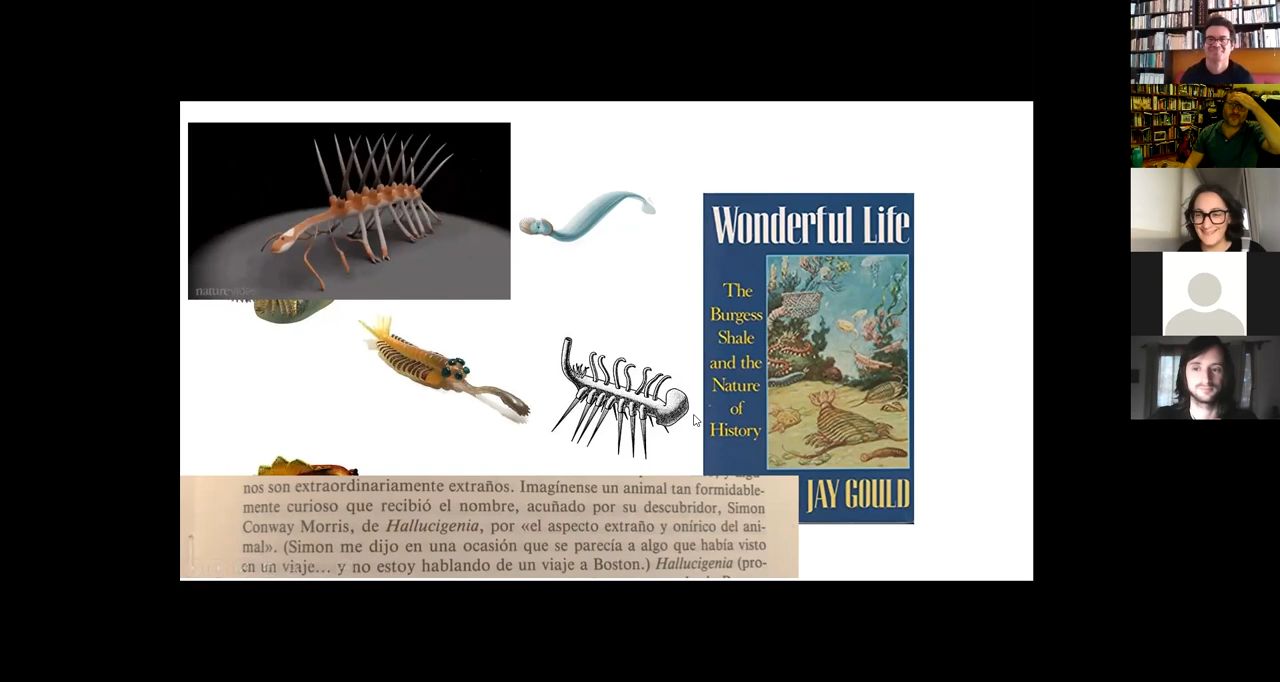 nature video
Wonderful Life
The
Burgess
Shale
and the
Nature
of
History
JAY GOULD
nos son extraordinariamente extraños. Imagínense un animal tan formidable-
mente curioso que recibió el nombre, acuñado por su descubridor, Simon
Conway Morris, de Hallucigenia, por «el aspecto extraño y onírico del ani-
mal». (Simon me dijo en una ocasión que se parecía a algo que había visto
en un viaje... y no estoy hablando de un viaje a Boston.) Hallucigenia (pro-